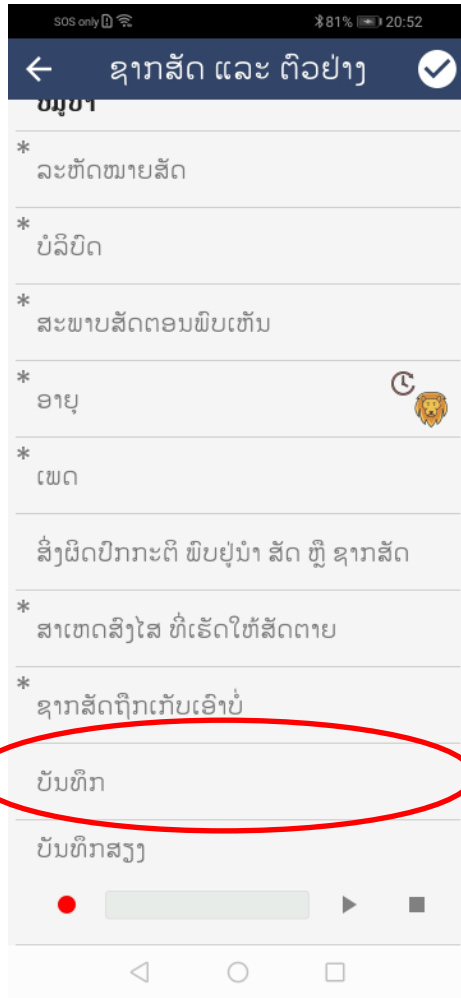 SOS only 81% 20:52
ຊາກສັດ ແລະ ຕົວຢ່າງ
*
ລະຫັດໝາຍສັດ
*
ບໍລິບົດ
*
ສະພາບສັດຕອນພົບເຫັນ
*
ອາຍຸ
*
ເພດ
ສິ່ງຜິດປົກກະຕິ ພົບຢູ່ນຳ ສັດ ຫຼື ຊາກສັດ
*
ສາເຫດສົງໄສ ທີ່ເຮັດໃຫ້ສັດຕາຍ
*
ຊາກສັດຖືກເກັບເອົາບໍ່
ບັນທຶກ
ບັນທຶກສຽງ